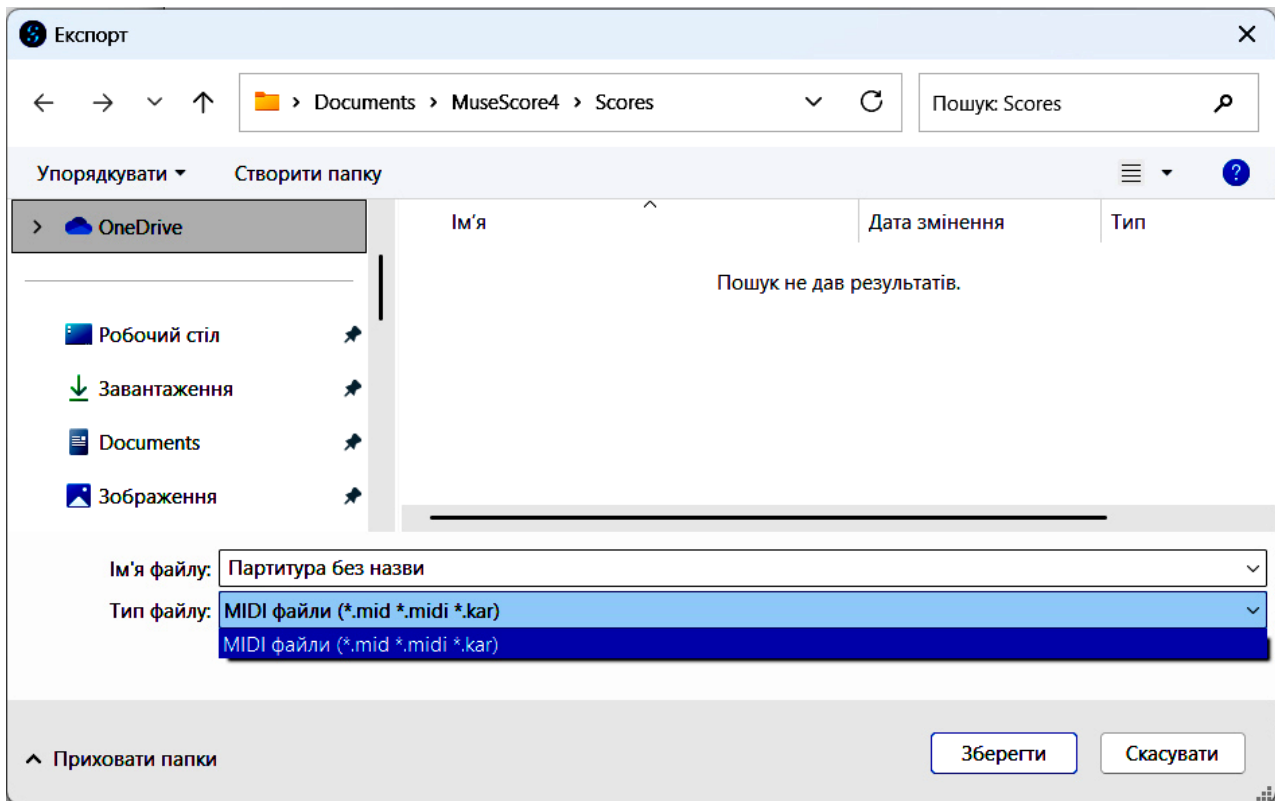 Експорт
Documents > MuseScore4 > Scores
Пошук: Scores
Упорядкувати
Створити папку
?
OneDrive
Ім'я
Дата змінення
Тип
Пошук не дав результатів.
Робочий стіл
Завантаження
Documents
Зображення
Ім'я файлу: Партитура без назви
Тип файлу: MIDI файли (*.mid *.midi *.kar)
MIDI файли (*.mid *.midi *.kar)
Приховати папки
Зберегти
Скасувати